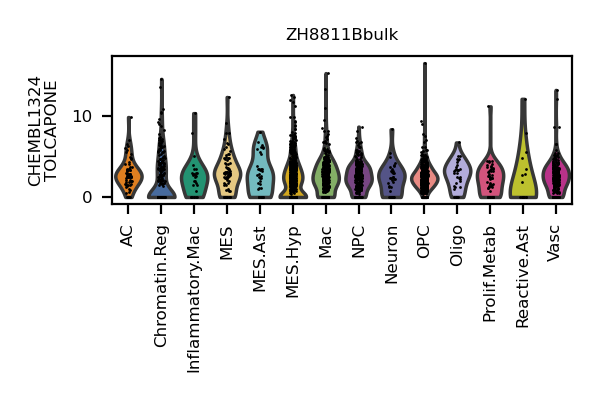 ZH8811Bbulk
CHEMBL1324
TOLCAPONE
10
0
AC
Chromatin.Reg
Inflammatory.Mac
MES
MES.Ast
MES.Hyp
Mac
NPC
Neuron
OPC
Oligo
Prolif.Metab
Reactive.Ast
Vasc